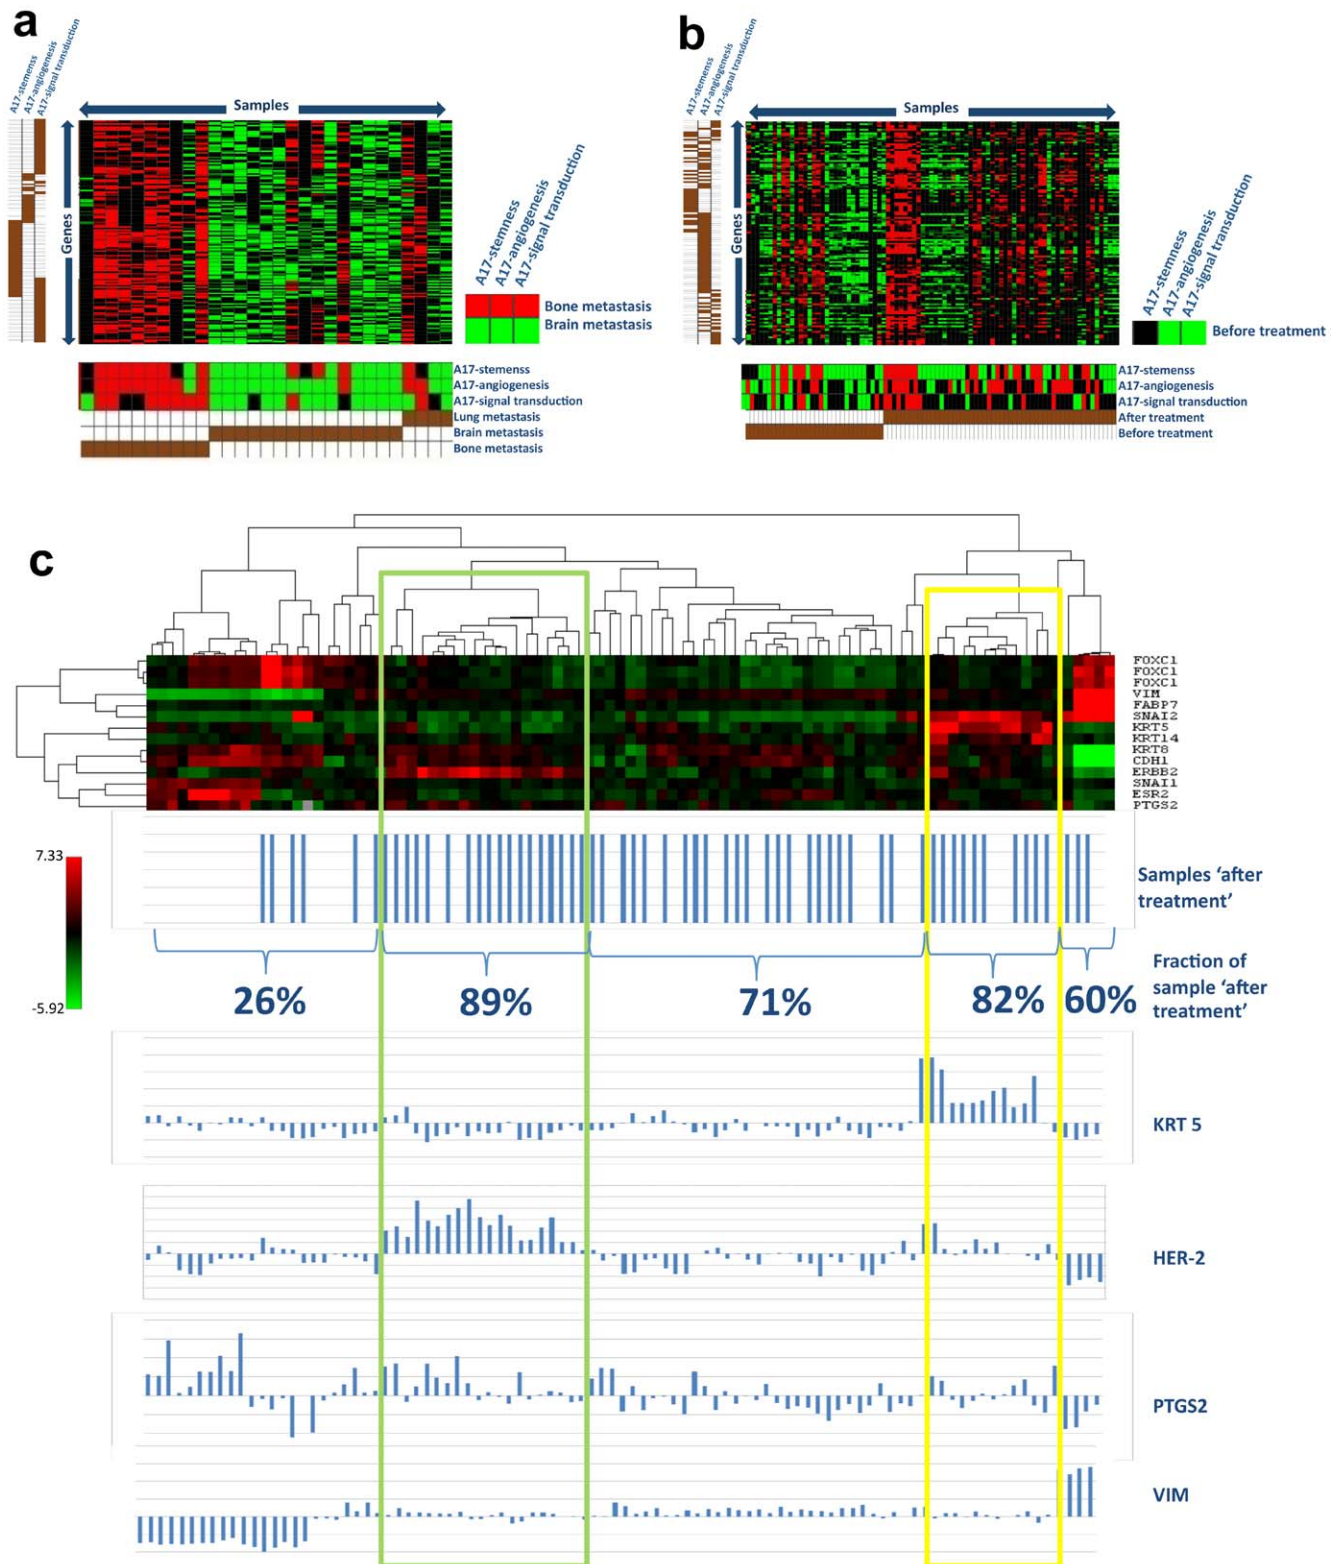 a
A17-stemenss
A17-angiogenesis
A17-signal transduction
Samples
Genes
A17-stemness
A17-angiogenesis
A17-signal transduction
Bone metastasis
Brain metastasis
A17-stemenss
A17-angiogenesis
A17-signal transduction
Lung metastasis
Brain metastasis
Bone metastasis
b
A17-stemenss
A17-angiogenesis
A17-signal transduction
Samples
Genes
A17-stemness
A17-angiogenesis
A17-signal transduction
Before treatment
A17-stemenss
A17-angiogenesis
A17-signal transduction
After treatment
Before treatment
c
FOXC1
FOXC1
FOXC1
VIM
FABP7
SNAI2
KRT5
KRT14
KRT8
CDH1
ERBB2
SNAI1
ESR2
PTGS2
7.33
-5.92
Samples ‘after
treatment’
26%
89%
71%
82%
60%
Fraction of
sample ‘after
treatment’
KRT 5
HER-2
PTGS2
VIM